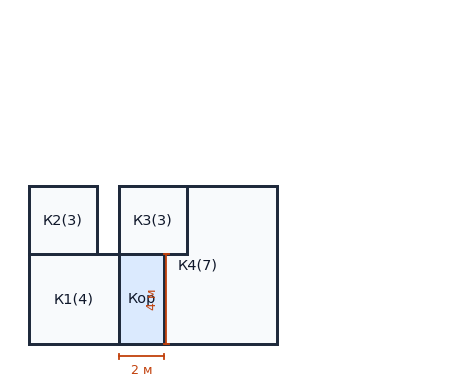 К2(3)
К3(3)
К4(7)
К1(4)
Кор
4 м
2 м